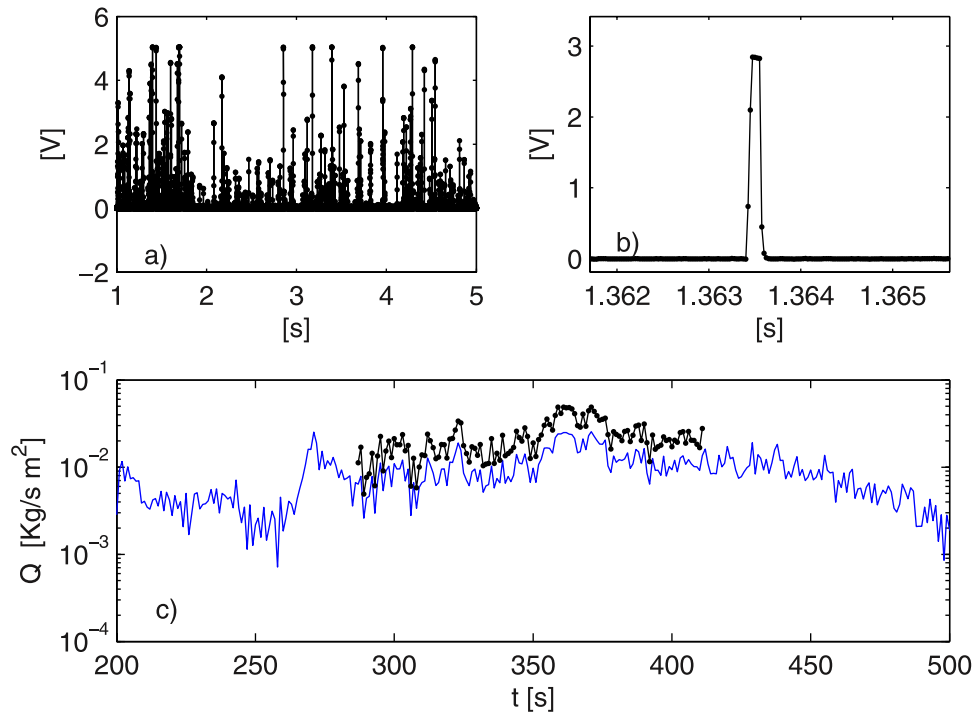 6
4
2
0
−2
[V]
a)
1 2 3 4 5
[s]
3
2
1
0
[V]
b)
1.362 1.363 1.364 1.365
[s]
10⁻¹
10⁻²
10⁻³
10⁻⁴
Q [Kg/s m²]
c)
200 250 300 350 400 450 500
t [s]